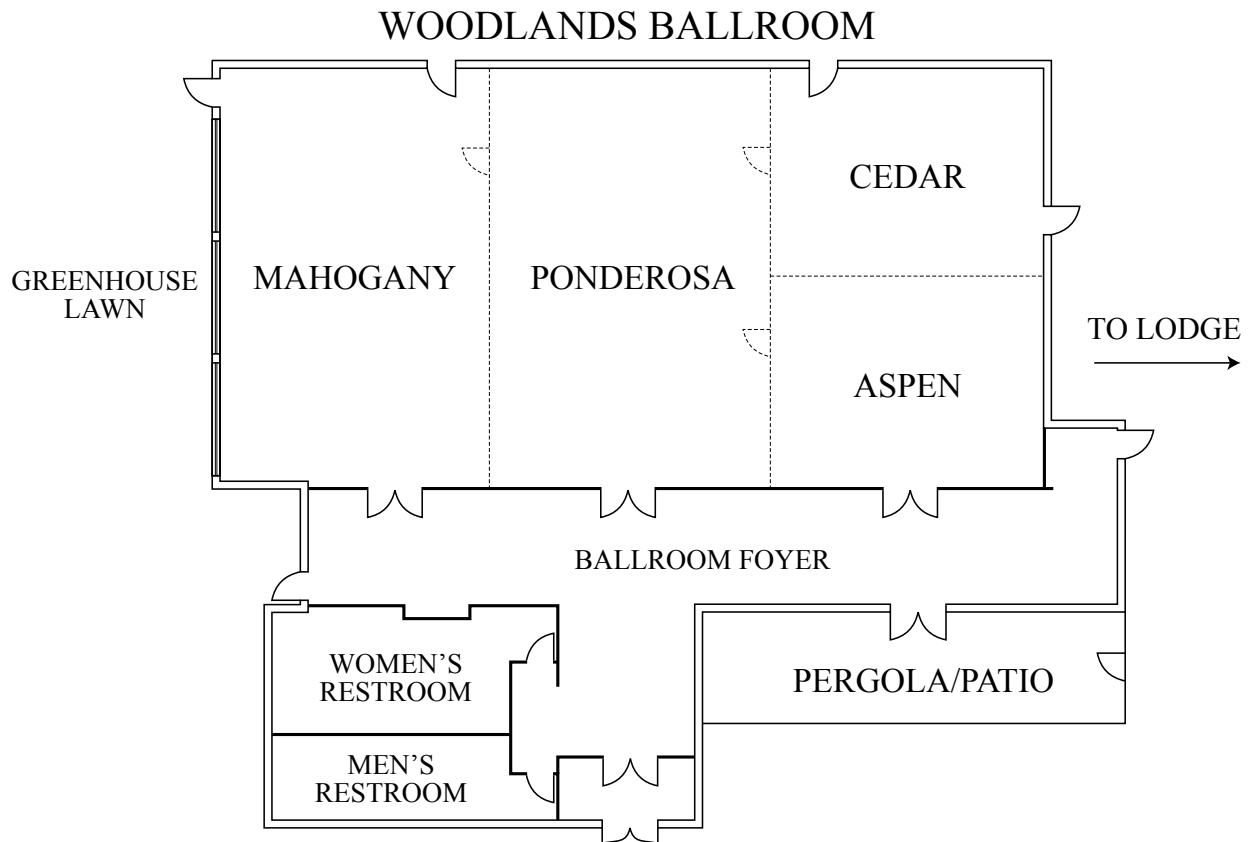 WOODLANDS BALLROOM
CEDAR
GREENHOUSE
LAWN
MAHOGANY
PONDEROSA
TO LODGE
ASPEN
BALLROOM FOYER
WOMEN’S
RESTROOM
PERGOLA/PATIO
MEN’S
RESTROOM